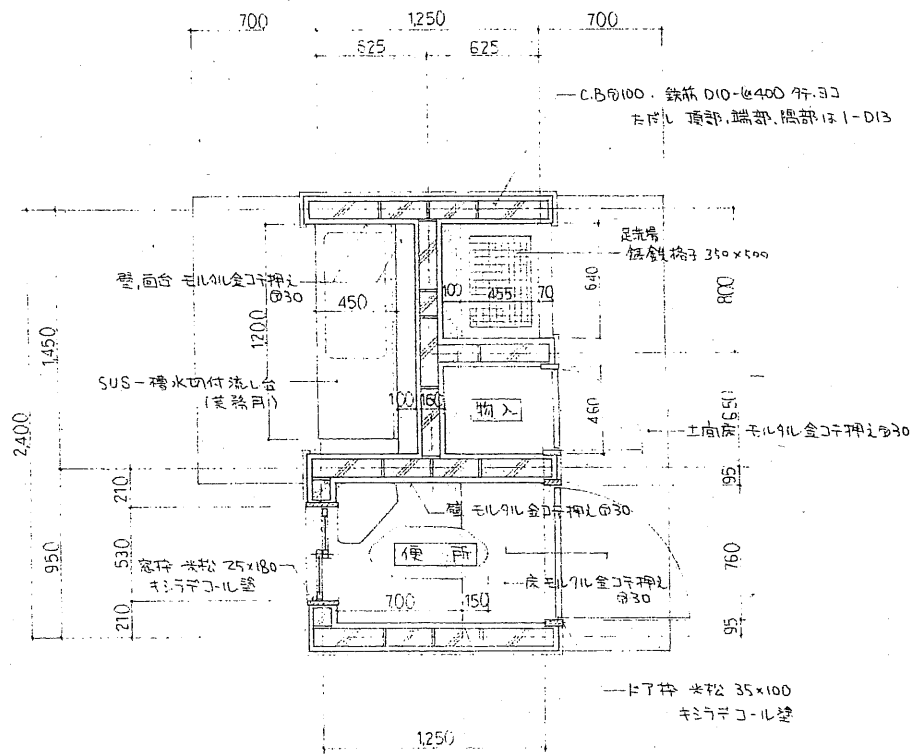 700
1,250
700
625
625
C.B⑦100. 鉄筋 D10-@400 タテ.ヨコ
ただし 頂部,端部,隅部は 1-D13
足洗場
鋳鉄格子 350×500
壁,面台 モルタル金コテ押え
⑦30
450
100
455
70
640
800
1,450
1200
SUS一槽水切付流し台
(業務用)
100
160
物入
460
650
土間床 モルタル金コテ押え⑦30
2,400
210
95
壁 モルタル金コテ押え⑦30
便所
950
530
窓枠 米松 25×180
キシラデコール塗
床モルタル金コテ押え
⑦30
760
700
150
210
95
ドア枠 米松 35×100
キシラデコール塗
1,250